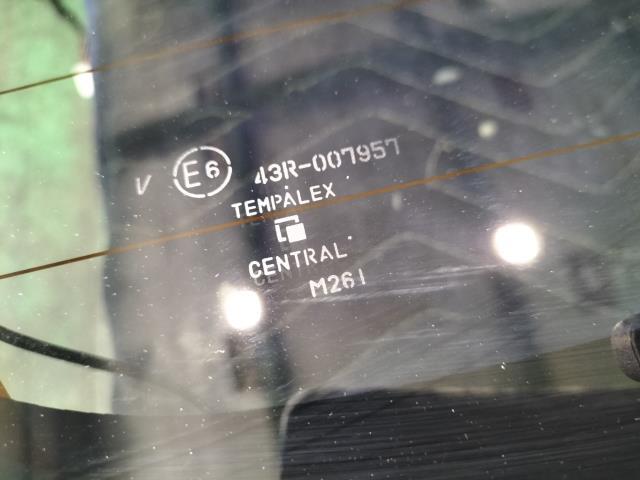 V E6 43R-007957
TEMPALEX
CENTRAL
M261